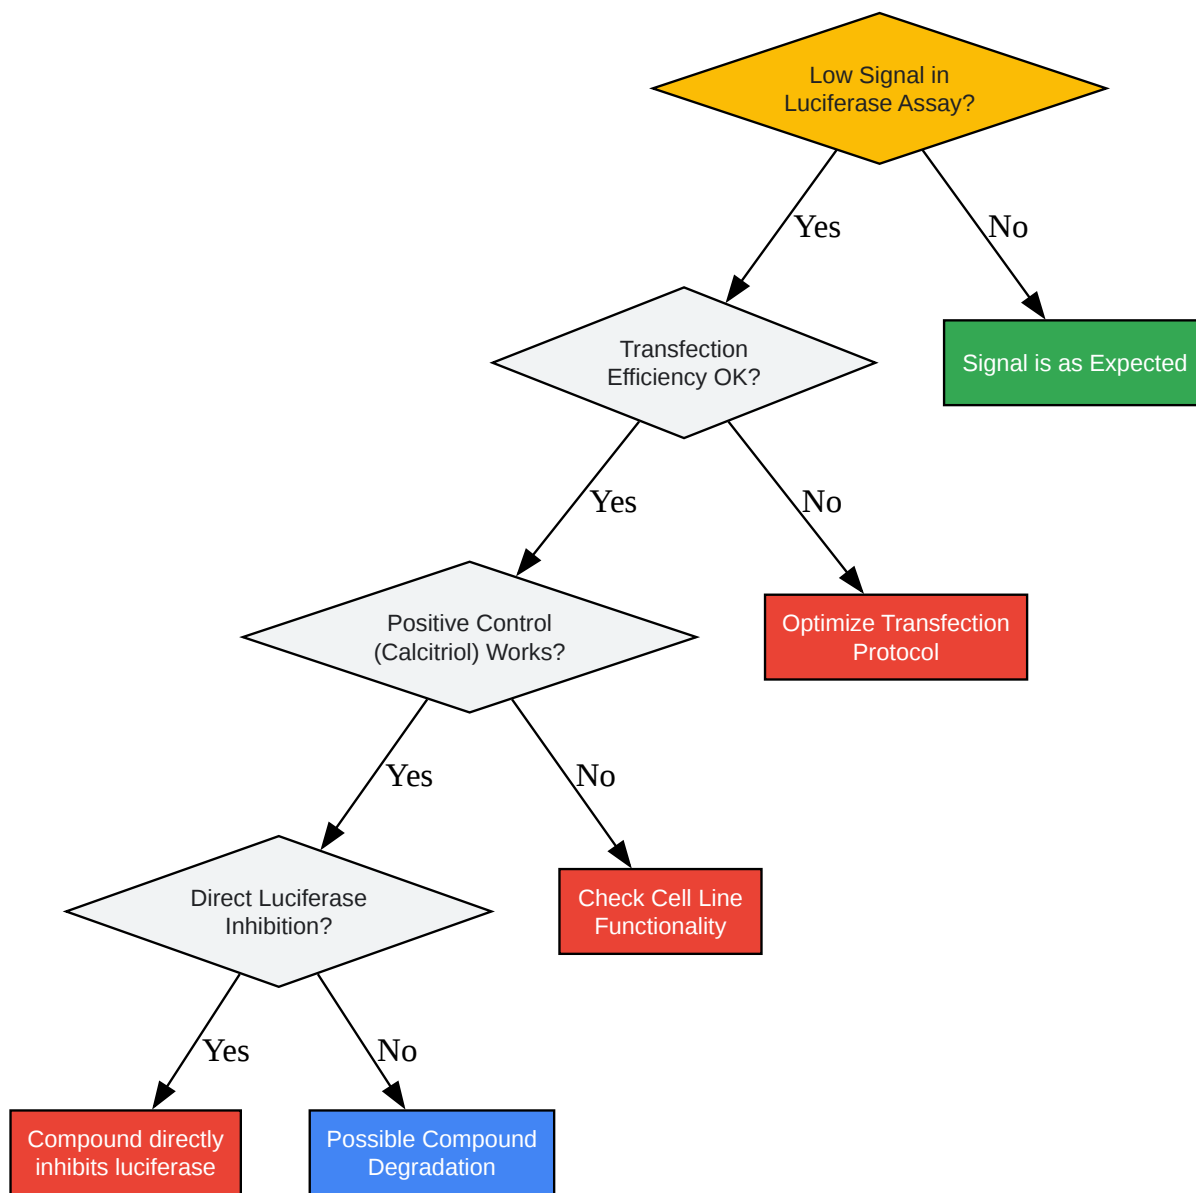 Low Signal in
Luciferase Assay?
Yes
No
Transfection
Efficiency OK?
Signal is as Expected
Yes
No
Positive Control
(Calcitriol) Works?
Optimize Transfection
Protocol
Yes
No
Direct Luciferase
Inhibition?
Check Cell Line
Functionality
Yes
No
Compound directly
inhibits luciferase
Possible Compound
Degradation